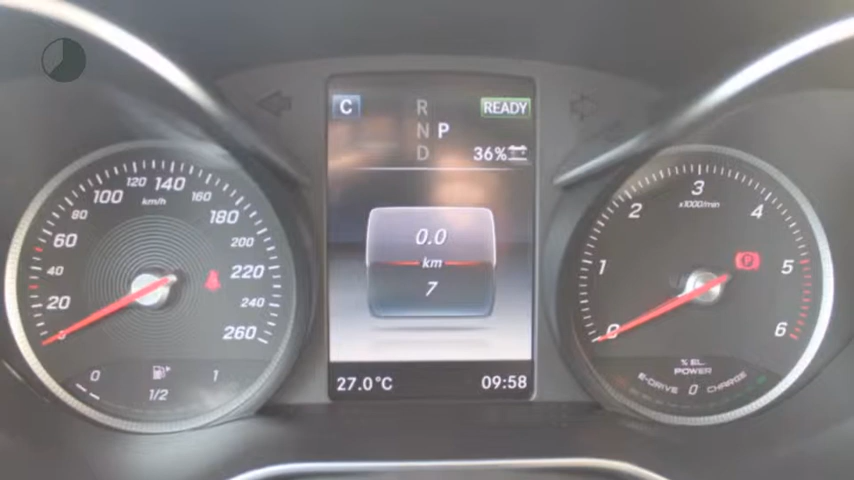 C
R
N P
D
READY
36%
20
40
60
80
100
120
140
160
180
200
220
240
260
km/h
0.0
km
7
0 1/2 1
27.0°C 09:58
0
1
2
3
4
5
6
x1000/min
P
% EL.
POWER
E-DRIVE 0 CHARGE